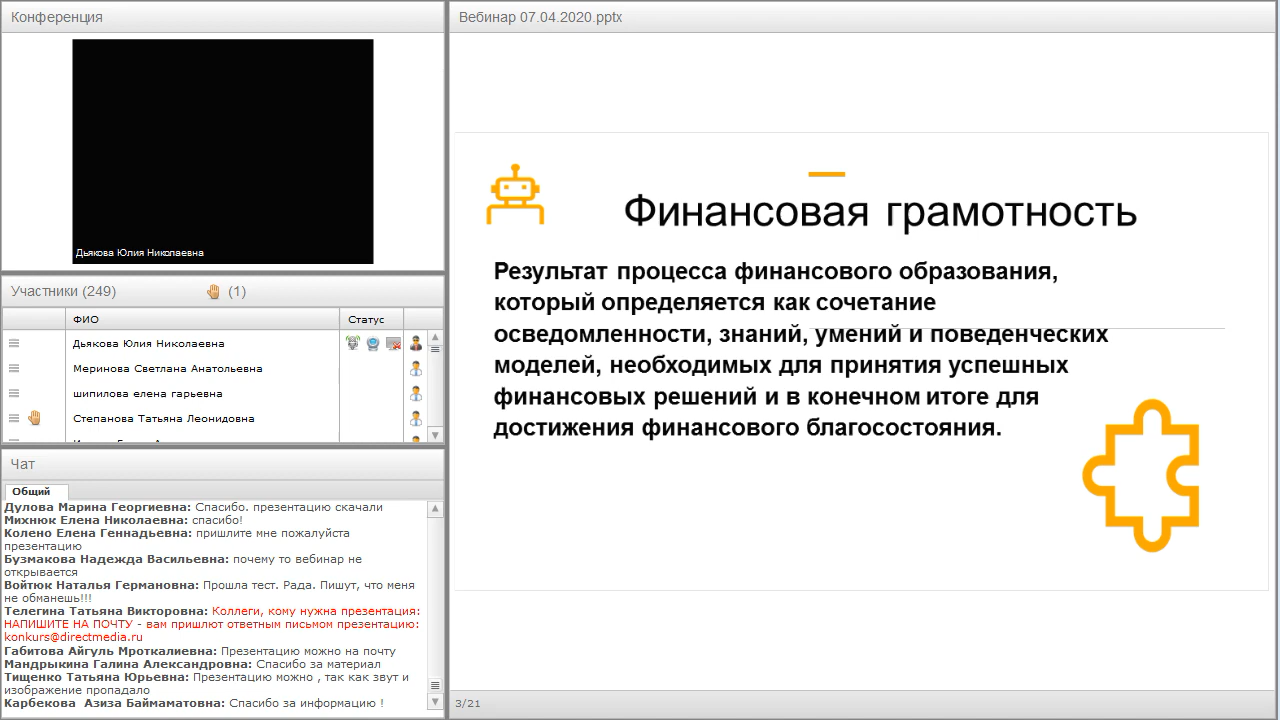 Конференция
Дьякова Юлия Николаевна
Участники (249)
(1)
ФИО
Статус
Дьякова Юлия Николаевна
Меринова Светлана Анатольевна
шипилова елена гарьевна
Степанова Татьяна Леонидовна
Чат
Общий
Дулова Марина Георгиевна: Спасибо. презентацию скачали
Михнюк Елена Николаевна: спасибо!
Колено Елена Геннадьевна: пришлите мне пожалуйста
презентацию
Бузмакова Надежда Васильевна: почему то вебинар не
открывается
Войтюк Наталья Германовна: Прошла тест. Рада. Пишут, что меня
не обманешь!!!
Телегина Татьяна Викторовна: Коллеги, кому нужна презентация:
НАПИШИТЕ НА ПОЧТУ - вам пришлют ответным письмом презентацию:
konkurs@directmedia.ru
Габитова Айгуль Мроткалиевна: Презентацию можно на почту
Мандрыкина Галина Александровна: Спасибо за материал
Тищенко Татьяна Юрьевна: Презентацию можно , так как звут и
изображение пропадало
Карбекова Азиза Баймаматовна: Спасибо за информацию !
Вебинар 07.04.2020.pptx
Финансовая грамотность
Результат процесса финансового образования,
который определяется как сочетание
осведомленности, знаний, умений и поведенческих
моделей, необходимых для принятия успешных
финансовых решений и в конечном итоге для
достижения финансового благосостояния.
3/21